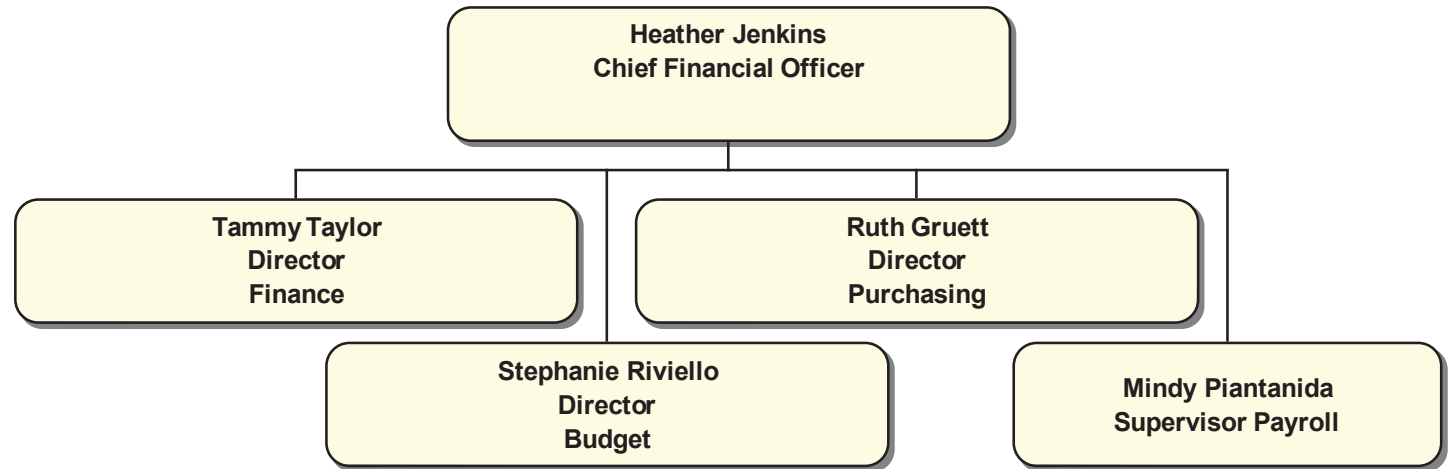 Heather Jenkins
Chief Financial Officer
Tammy Taylor
Director
Finance
Ruth Gruett
Director
Purchasing
Stephanie Riviello
Director
Budget
Mindy Piantanida
Supervisor Payroll